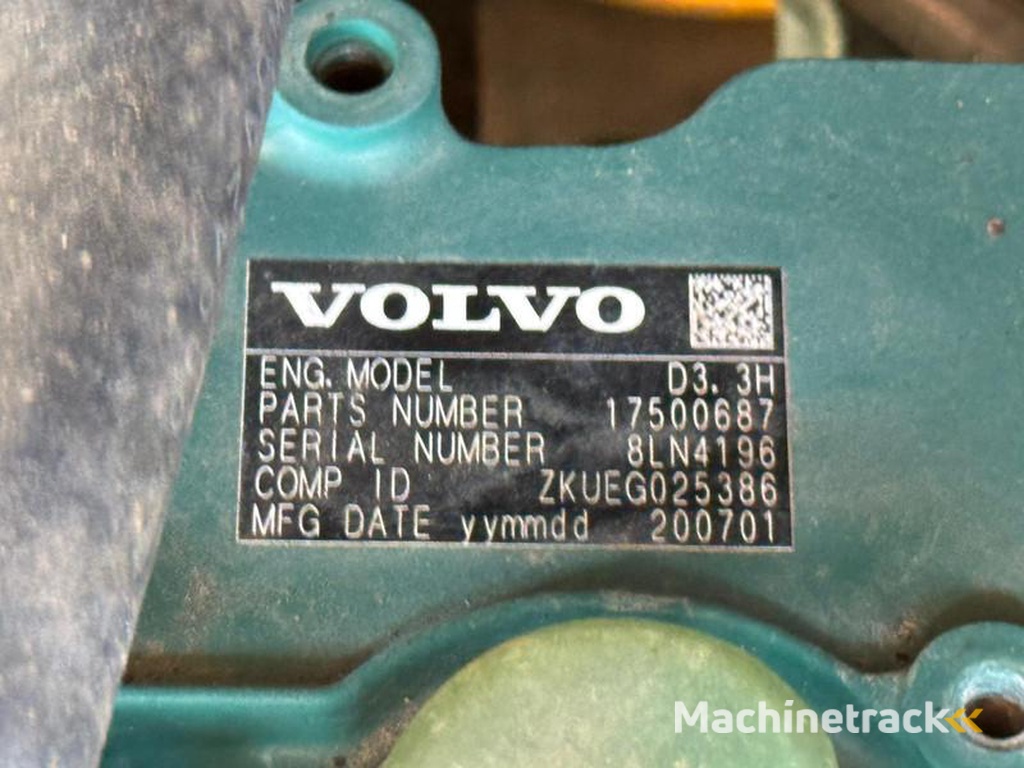 VOLVO
ENG. MODEL D3. 3H
PARTS NUMBER 17500687
SERIAL NUMBER 8LN4196
COMP ID ZKUEG025386
MFG DATE yymmdd 200701
Machinetrack